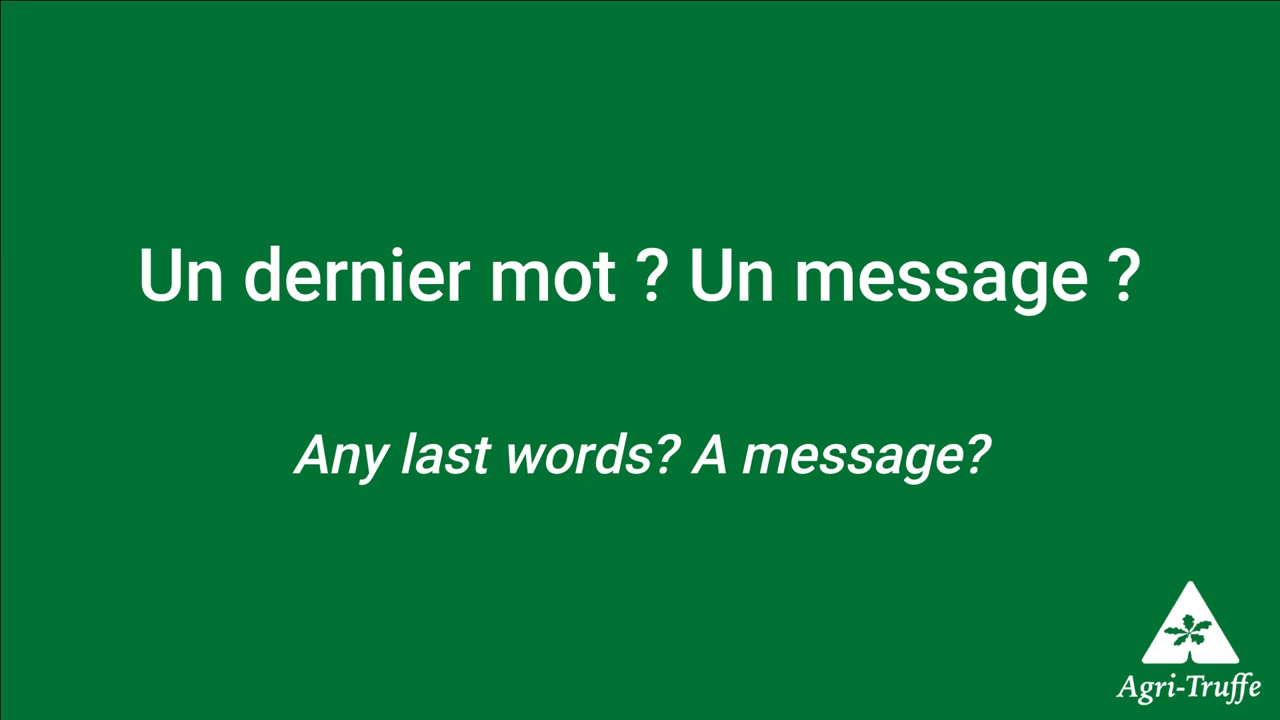 Un dernier mot ? Un message ?
Any last words? A message?
Agri-Truffe